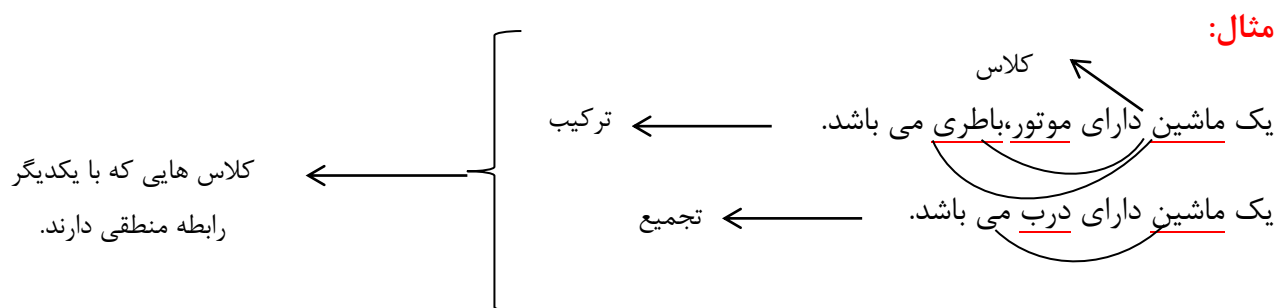 مثال:
کلاس
یک ماشین دارای موتور،باطری می باشد.
ترکیب
یک ماشین دارای درب می باشد.
تجمیع
کلاس هایی که با یکدیگر
رابطه منطقی دارند.